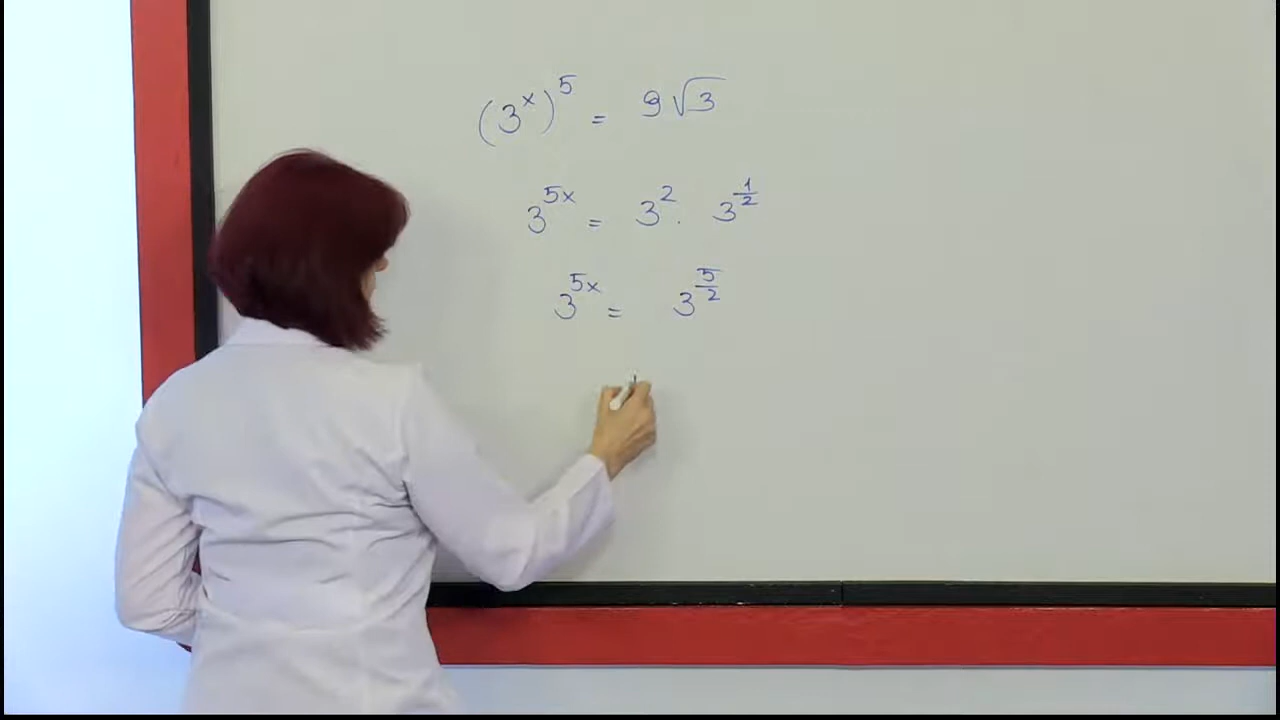 (3^x)^5 = 9√3
3^{5x} = 3^2 . 3^{1/2}
3^{5x} = 3^{5/2}